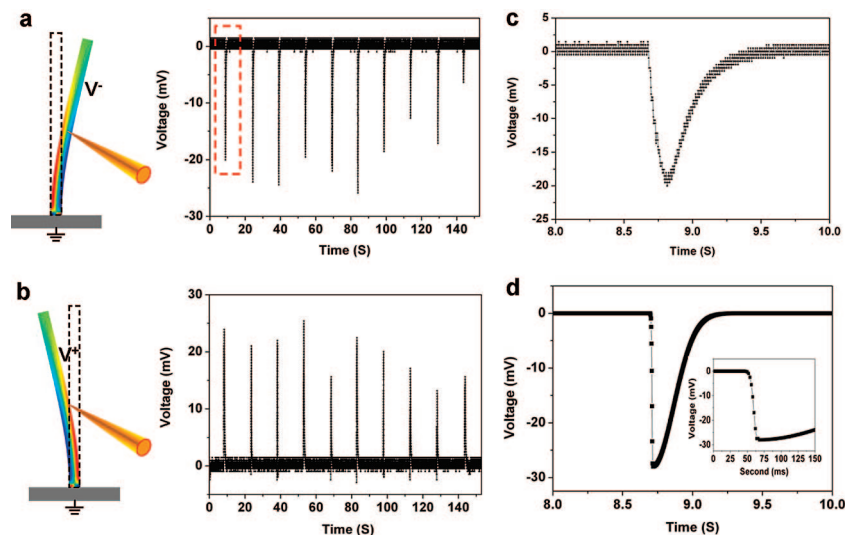 a
V-
Voltage (mV)
0
-10
-20
-30
0 20 40 60 80 100 120 140
Time (S)
c
Voltage (mV)
5
0
-5
-10
-15
-20
25
8.0 8.5 9.0 9.5 10.0
Time (S)
b
V+
Voltage (mV)
30
20
10
0
0 20 40 60 80 100 120 140
Time (S)
d
Voltage (mV)
0
-10
-20
-30
8.0 8.5 9.0 9.5 10.0
Time (S)
Voltage (mV)
0
-10
-20
-30
0 25 50 75 100 125 150
Second (ms)